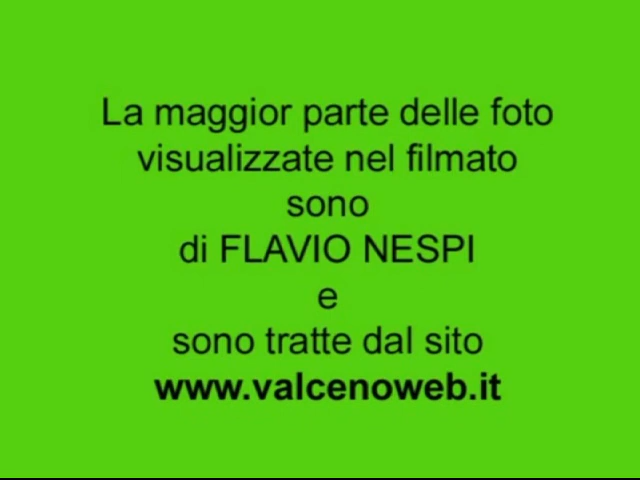 La maggior parte delle foto
visualizzate nel filmato
sono
di FLAVIO NESPI
e
sono tratte dal sito
www.valcenoweb.it